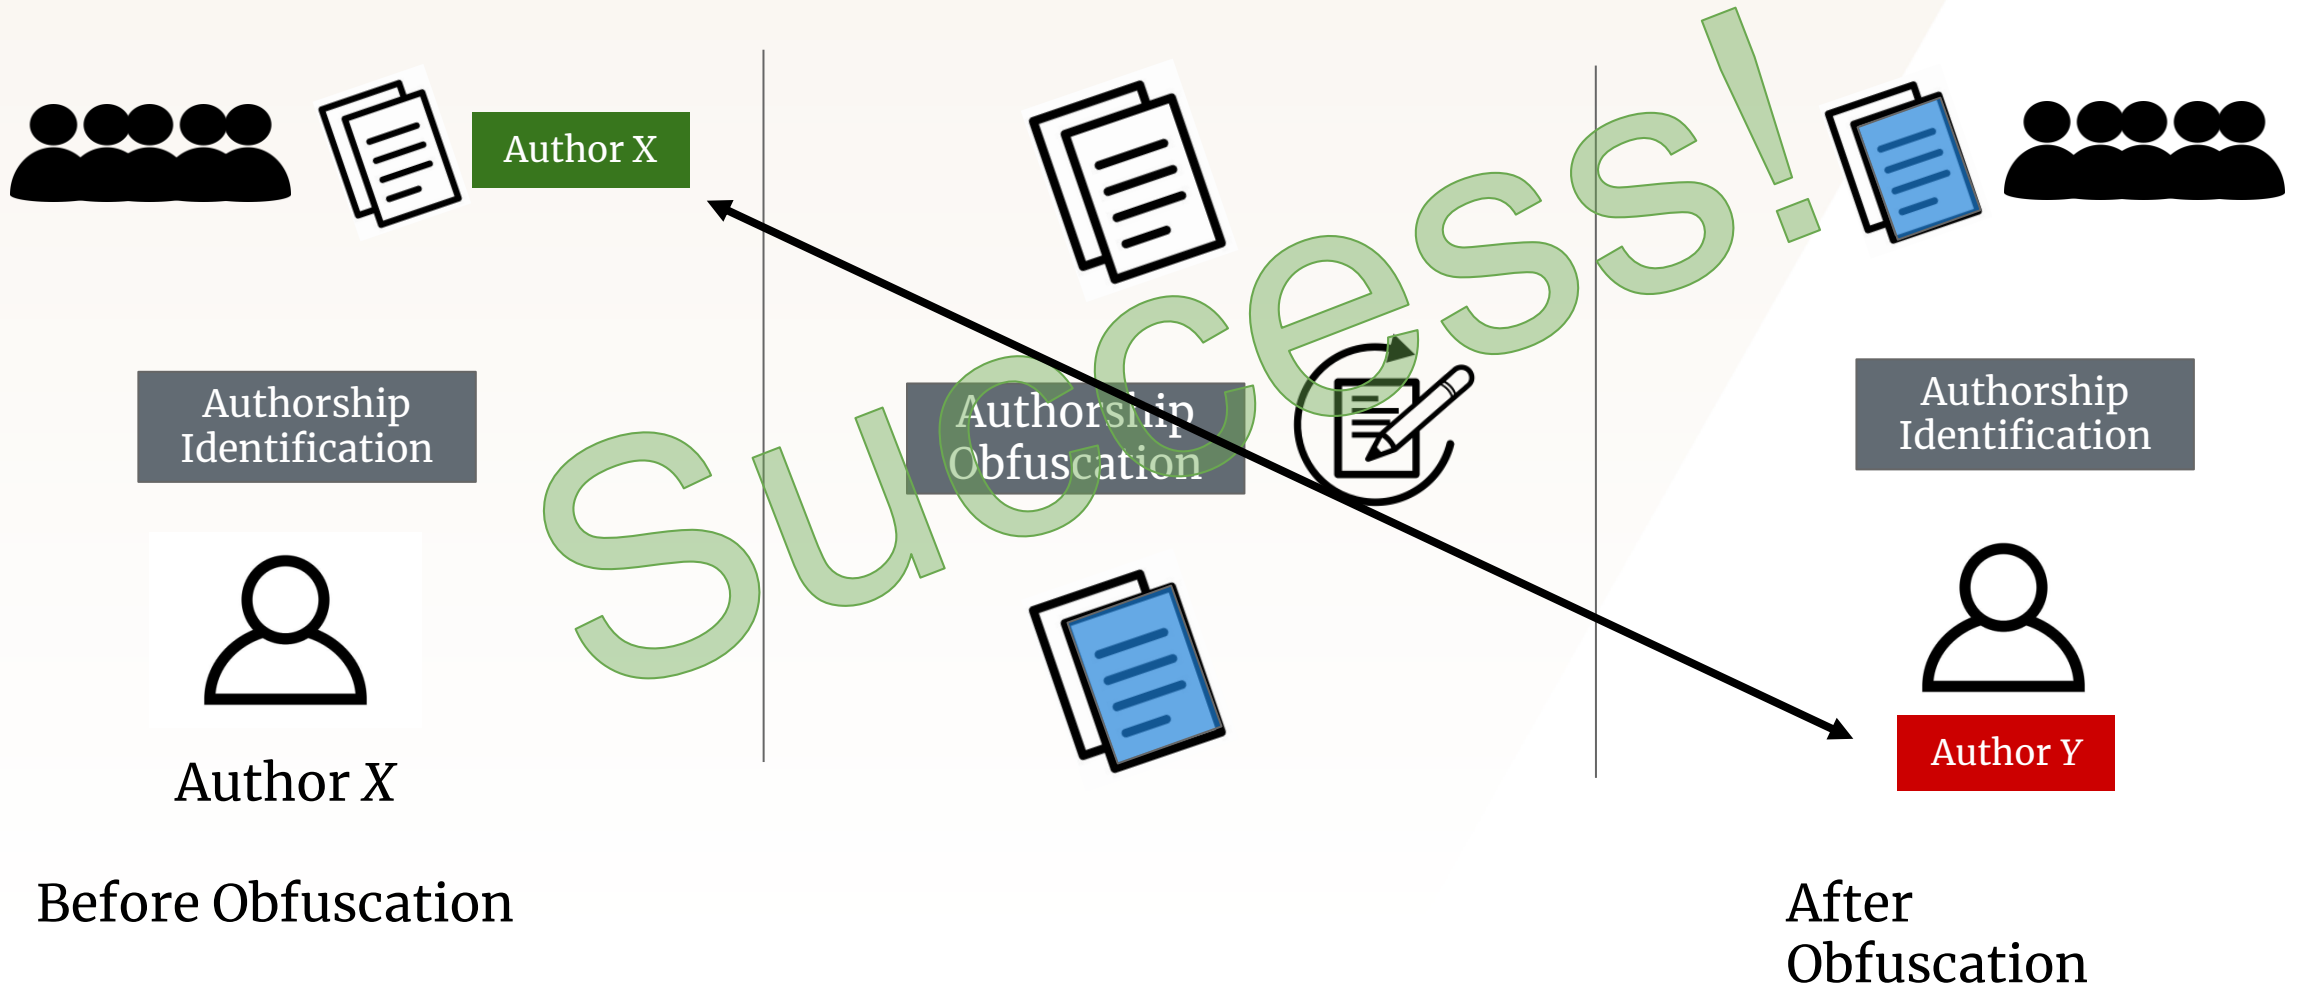 Author X
Authorship
Identification
Author X
Before Obfuscation
Authorship
Obfuscation
Success!
Authorship
Identification
Author Y
After
Obfuscation